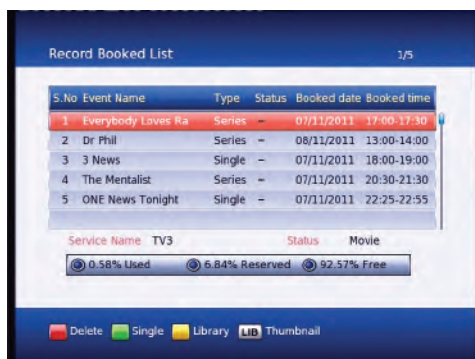 Record Booked List 1/5
S.No Event Name Type Status Booked date Booked time
1 Everybody Loves Ra Series – 07/11/2011 17:00-17:30
2 Dr Phil Series – 08/11/2011 13:00-14:00
3 3 News Single – 07/11/2011 18:00-19:00
4 The Mentalist Series – 07/11/2011 20:30-21:30
5 ONE News Tonight Single – 07/11/2011 22:25-22:55
Service Name TV3 Status Movie
0.58% Used 6.84% Reserved 92.57% Free
Delete Single Library LIB Thumbnail